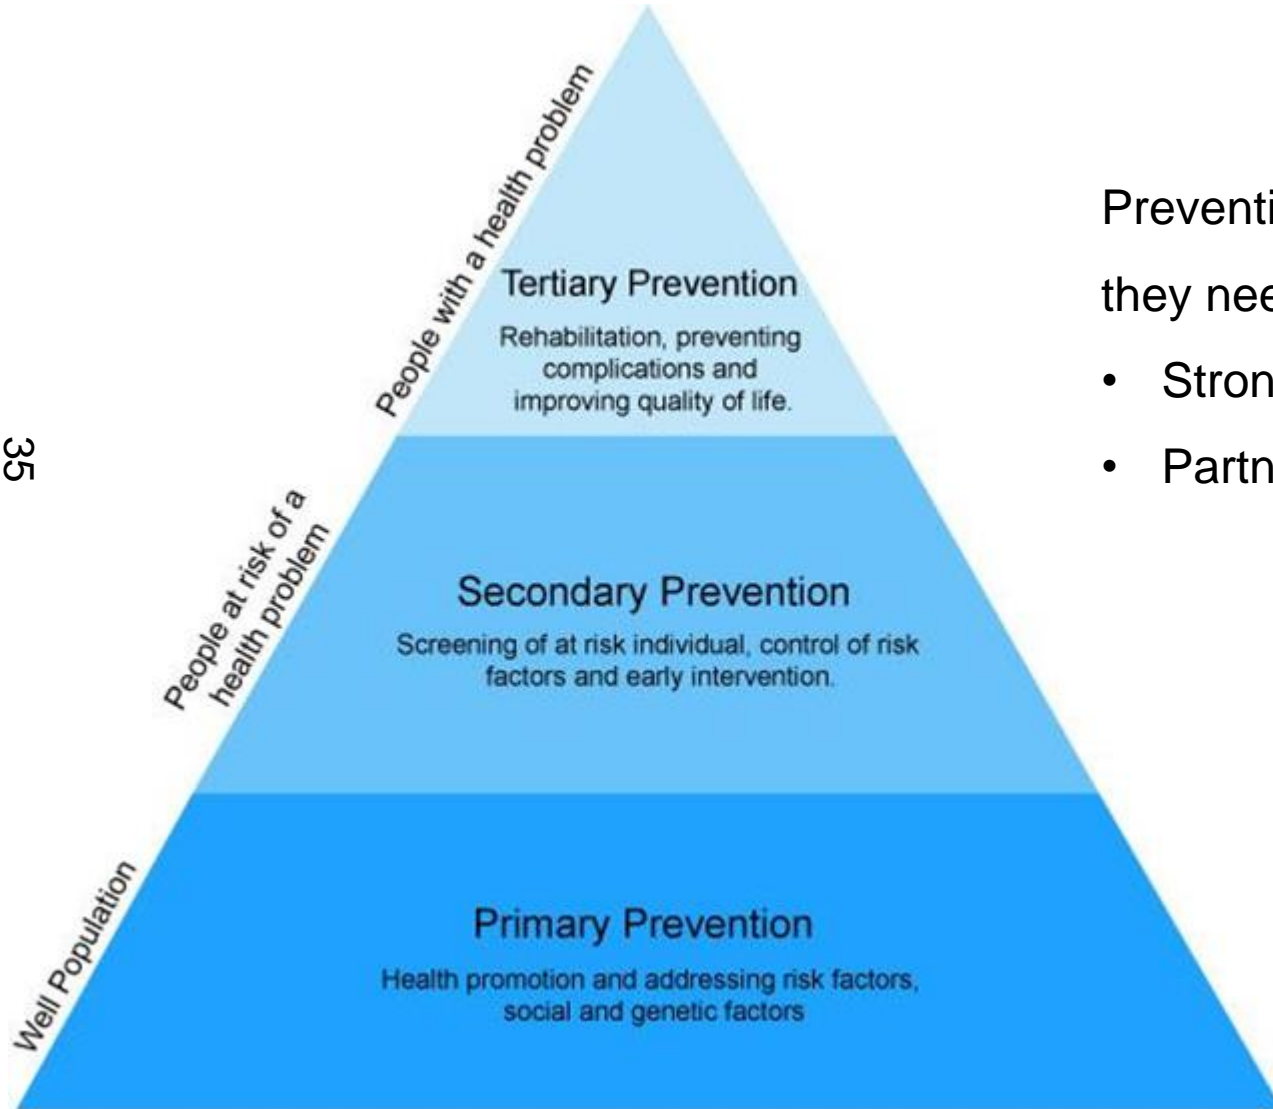 People with a health problem
Tertiary Prevention
Rehabilitation, preventing
complications and
improving quality of life.
People at risk of a
health problem
Secondary Prevention
Screening of at risk individual, control of risk
factors and early intervention.
Well Population
Primary Prevention
Health promotion and addressing risk factors,
social and genetic factors
35
Preventi
they nee
• Stron
• Partn